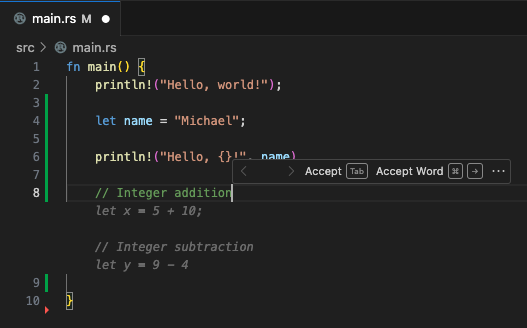 main.rs M
src > main.rs
1 fn main() {
2 println!("Hello, world!");
3
4 let name = "Michael";
5
6 println!("Hello, {}!", name)
7
< > Accept Tab Accept Word ⌘ → ···
8 // Integer addition
let x = 5 + 10;
// Integer subtraction
let y = 9 - 4
9
10 }